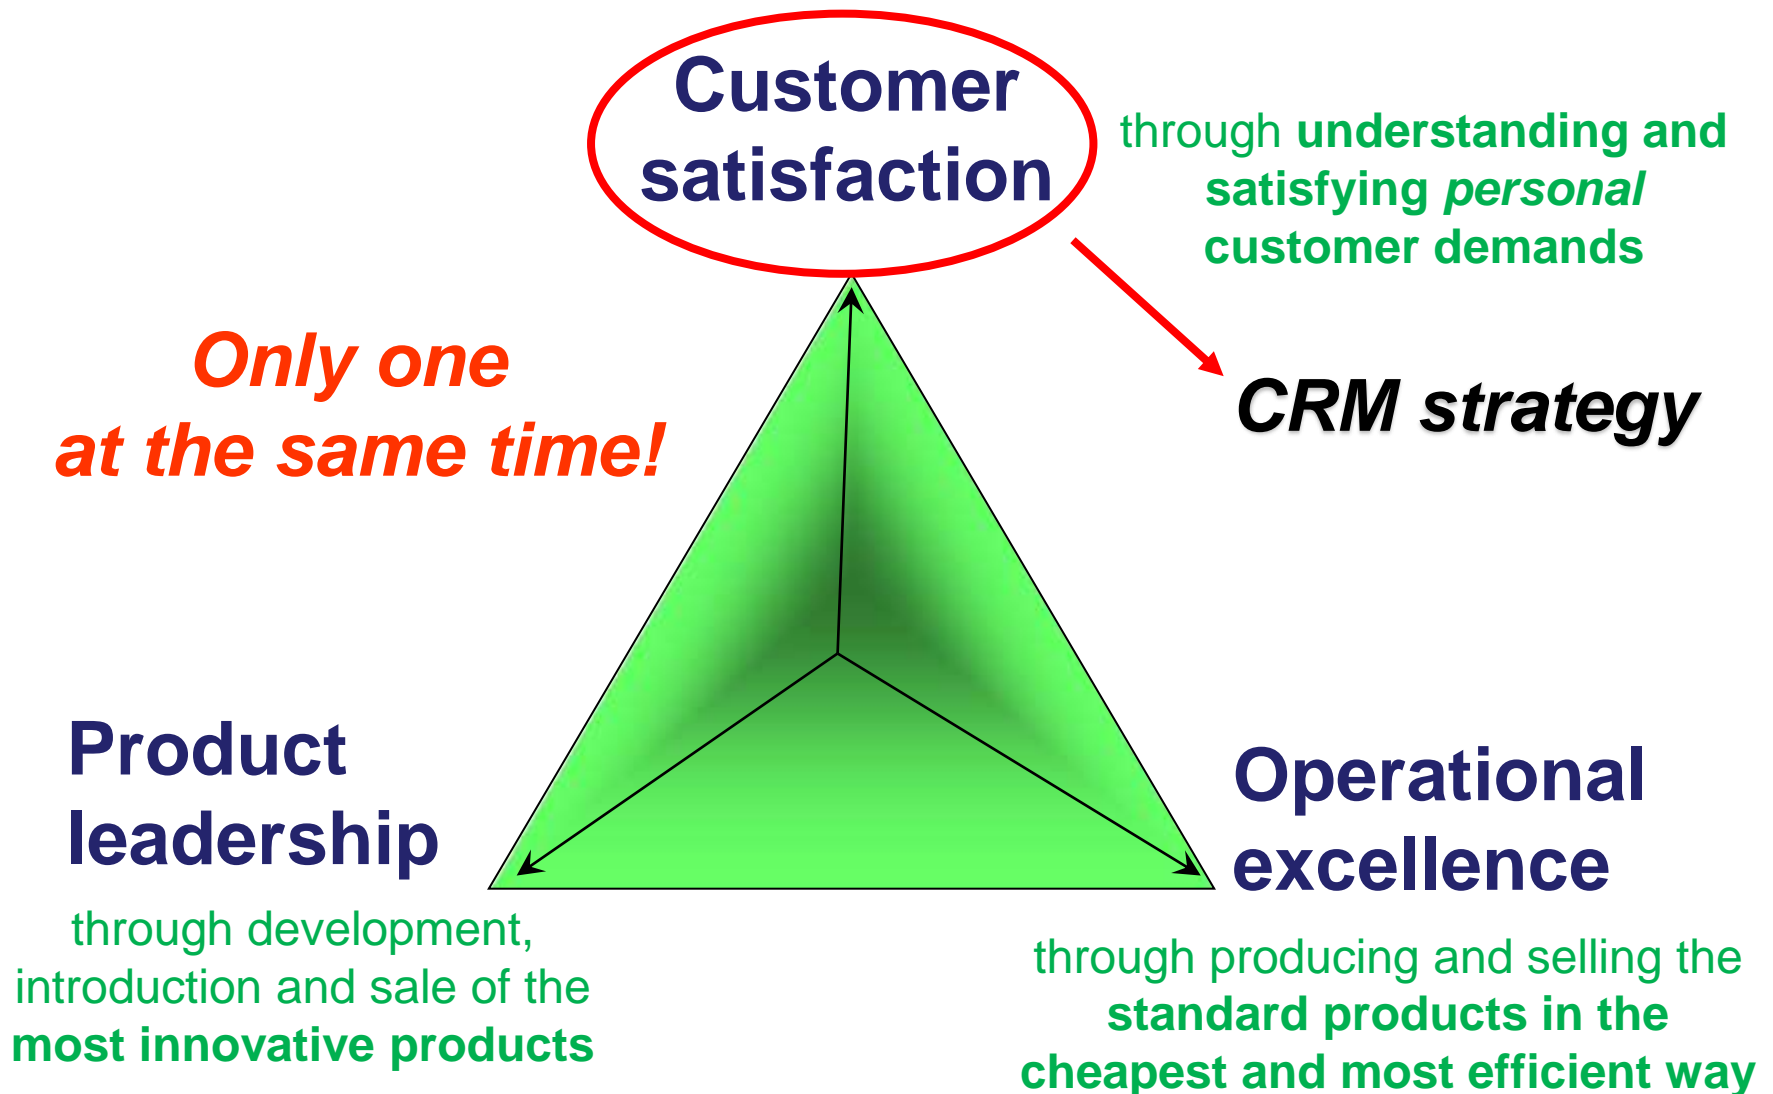 Customer
satisfaction
through understanding and
satisfying personal
customer demands
Only one
at the same time!
CRM strategy
Product
leadership
through development,
introduction and sale of the
most innovative products
Operational
excellence
through producing and selling the
standard products in the
cheapest and most efficient way